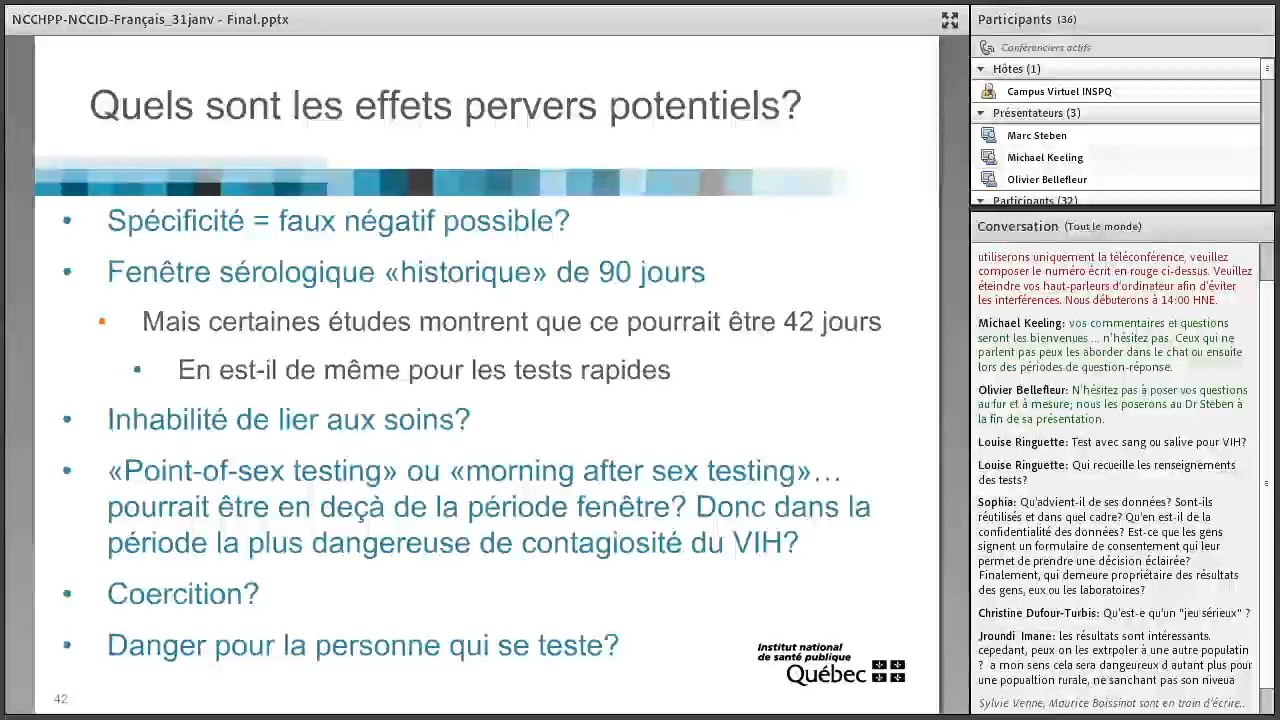 NCCHPP-NCCID-Français_31janv - Final.pptx
Quels sont les effets pervers potentiels?
• Spécificité = faux négatif possible?
• Fenêtre sérologique «historique» de 90 jours
• Mais certaines études montrent que ce pourrait être 42 jours
• En est-il de même pour les tests rapides
• Inhabilité de lier aux soins?
• «Point-of-sex testing» ou «morning after sex testing»…
pourrait être en deçà de la période fenêtre? Donc dans la
période la plus dangereuse de contagiosité du VIH?
• Coercition?
• Danger pour la personne qui se teste?
Institut national
de santé publique
Québec
42
Participants (36)
Conférenciers actifs
Hôtes (1)
Campus Virtuel INSPQ
Présentateurs (3)
Marc Steben
Michael Keeling
Olivier Bellefleur
Participants (32)
Conversation (Tout le monde)
utiliserons uniquement la téléconférence, veuillez
composer le numéro écrit en rouge ci-dessus. Veuillez
éteindre vos haut-parleurs d'ordinateur afin d'éviter
les interférences. Nous débuterons à 14:00 HNE.
Michael Keeling: vos commentaires et questions
seront les bienvenues ... n'hésitez pas. Ceux qui ne
parlent pas peux les aborder dans le chat ou ensuite
lors des périodes de question-réponse.
Olivier Bellefleur: N'hésitez pas à poser vos questions
au fur et à mesure; nous les poserons au Dr Steben à
la fin de sa présentation.
Louise Ringuette: Test avec sang ou salive pour VIH?
Louise Ringuette: Qui recueille les renseignements
des tests?
Sophia: Qu'advient-il de ses données? Sont-ils
réutilisés et dans quel cadre? Qu'en est-il de la
confidentialité des données? Est-ce que les gens
signent un formulaire de consentement qui leur
permet de prendre une décision éclairée?
Finalement, qui demeure propriétaire des résultats
des gens, eux ou les laboratoires?
Christine Dufour-Turbis: Qu'est-e qu'un "jeu sérieux" ?
Jroundi Imane: les résultats sont intéressants.
cependant, peux on les extrpoler à une autre populatin
? a mon sens cela sera dangeureux d autant plus pour
une popualtion rurale, ne sanchant pas son niveua
Sylvie Venne, Maurice Boissinot sont en train d'écrire..